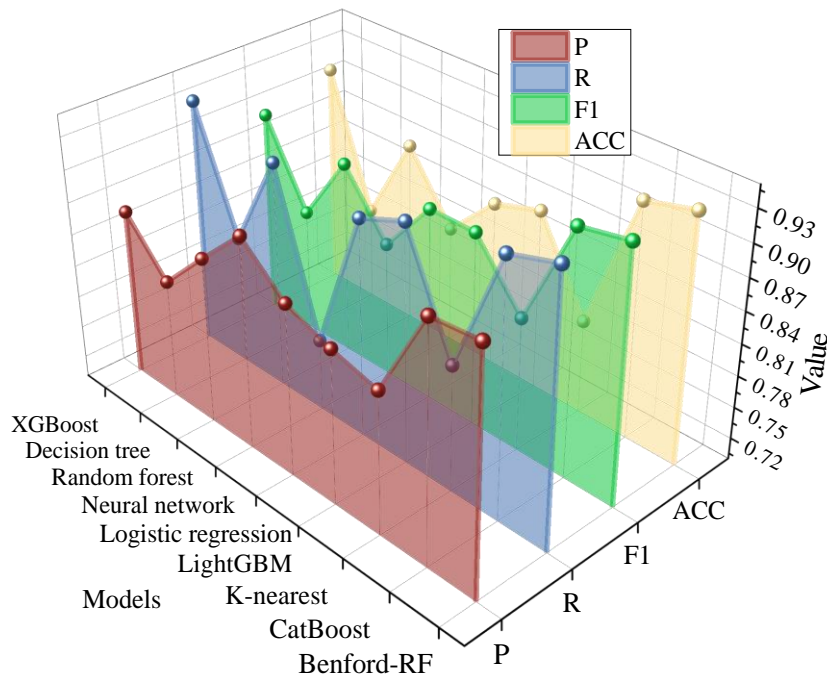 P
R
F1
ACC
0.93
0.90
0.87
0.84
0.81
0.78
0.75
0.72
Value
XGBoost
Decision tree
Random forest
Neural network
Logistic regression
LightGBM
K-nearest
CatBoost
Benford-RF
Models
P
R
F1
ACC